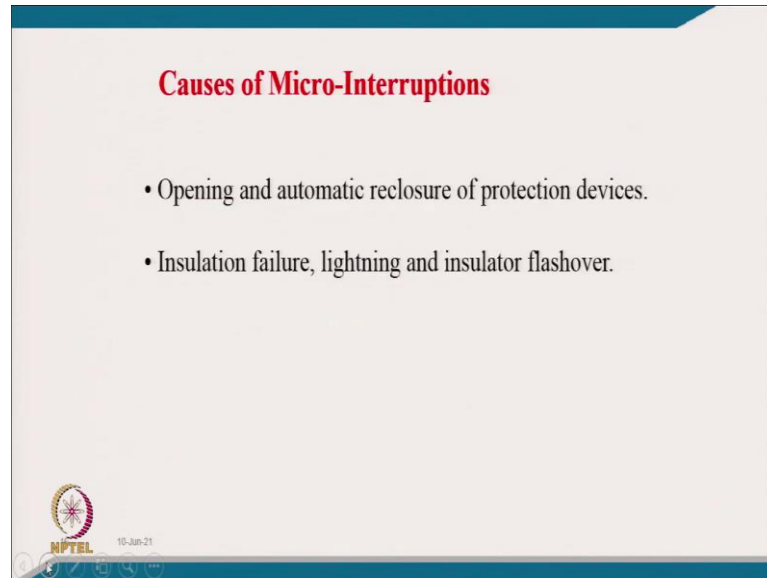 Causes of Micro-Interruptions
• Opening and automatic reclosure of protection devices.
• Insulation failure, lightning and insulator flashover.
NPTEL
10-Jun-21